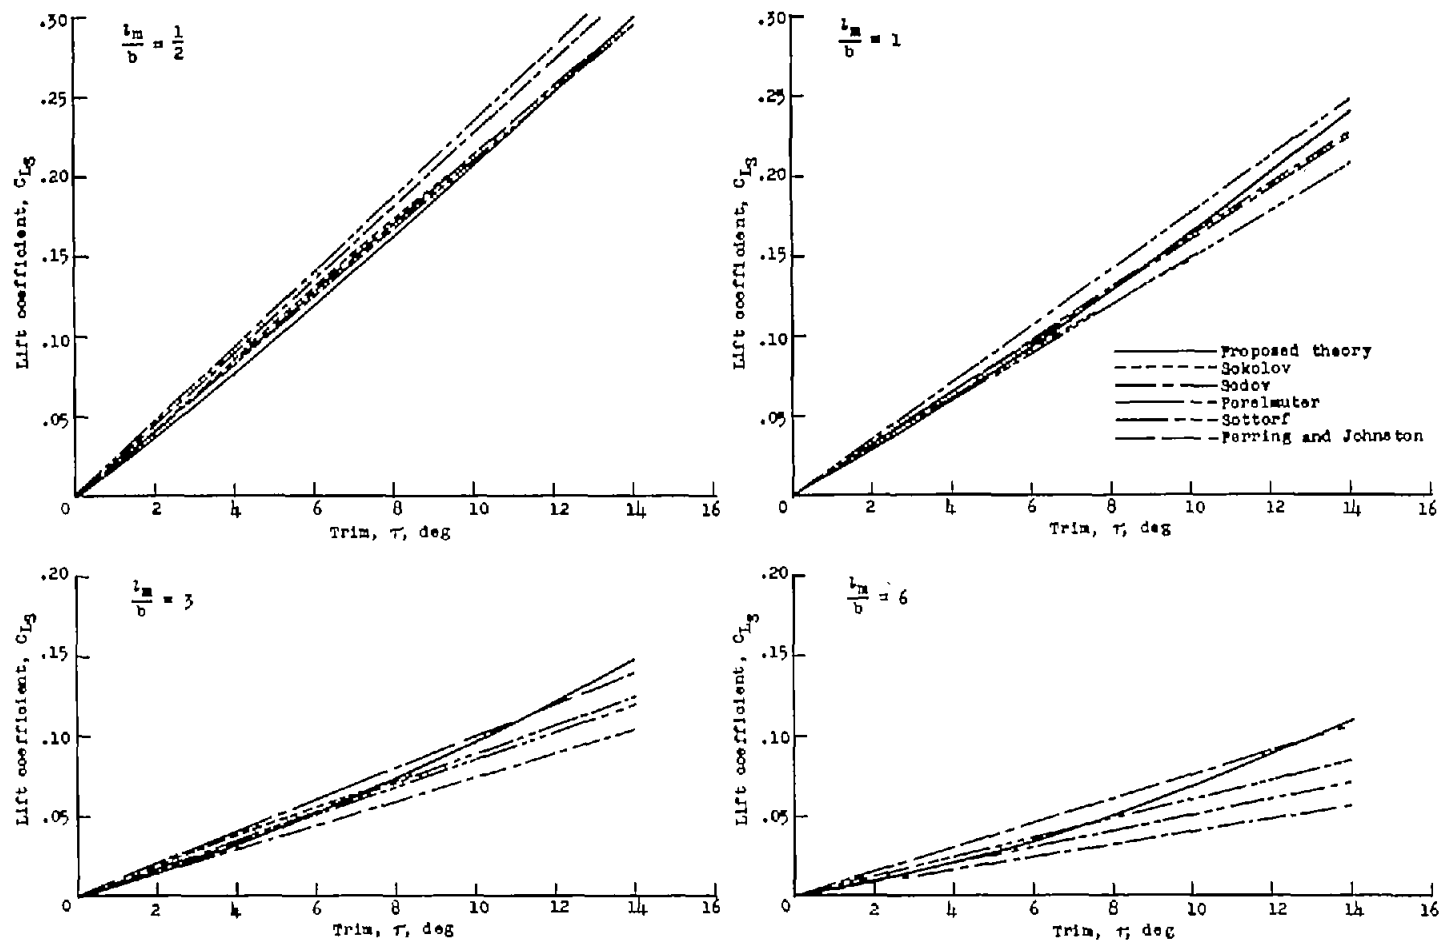 .30
l_m/b = 1/2
.25
.20
.15
.10
.05
0 2 4 6 8 10 12 14 16
Lift coefficient, C_LS
Trim, τ, deg
.30
l_m/b = 1
.25
.20
.15
.10
.05
0 2 4 6 8 10 12 14 16
Lift coefficient, C_LS
Trim, τ, deg
Proposed theory
Sokolov
Sedov
Perelmuter
Sottorf
Perring and Johnston
.20
l_m/b = 3
.15
.10
.05
0 2 4 6 8 10 12 14 16
Lift coefficient, C_LS
Trim, τ, deg
.20
l_m/b = 6
.15
.10
.05
0 2 4 6 8 10 12 14 16
Lift coefficient, C_LS
Trim, τ, deg